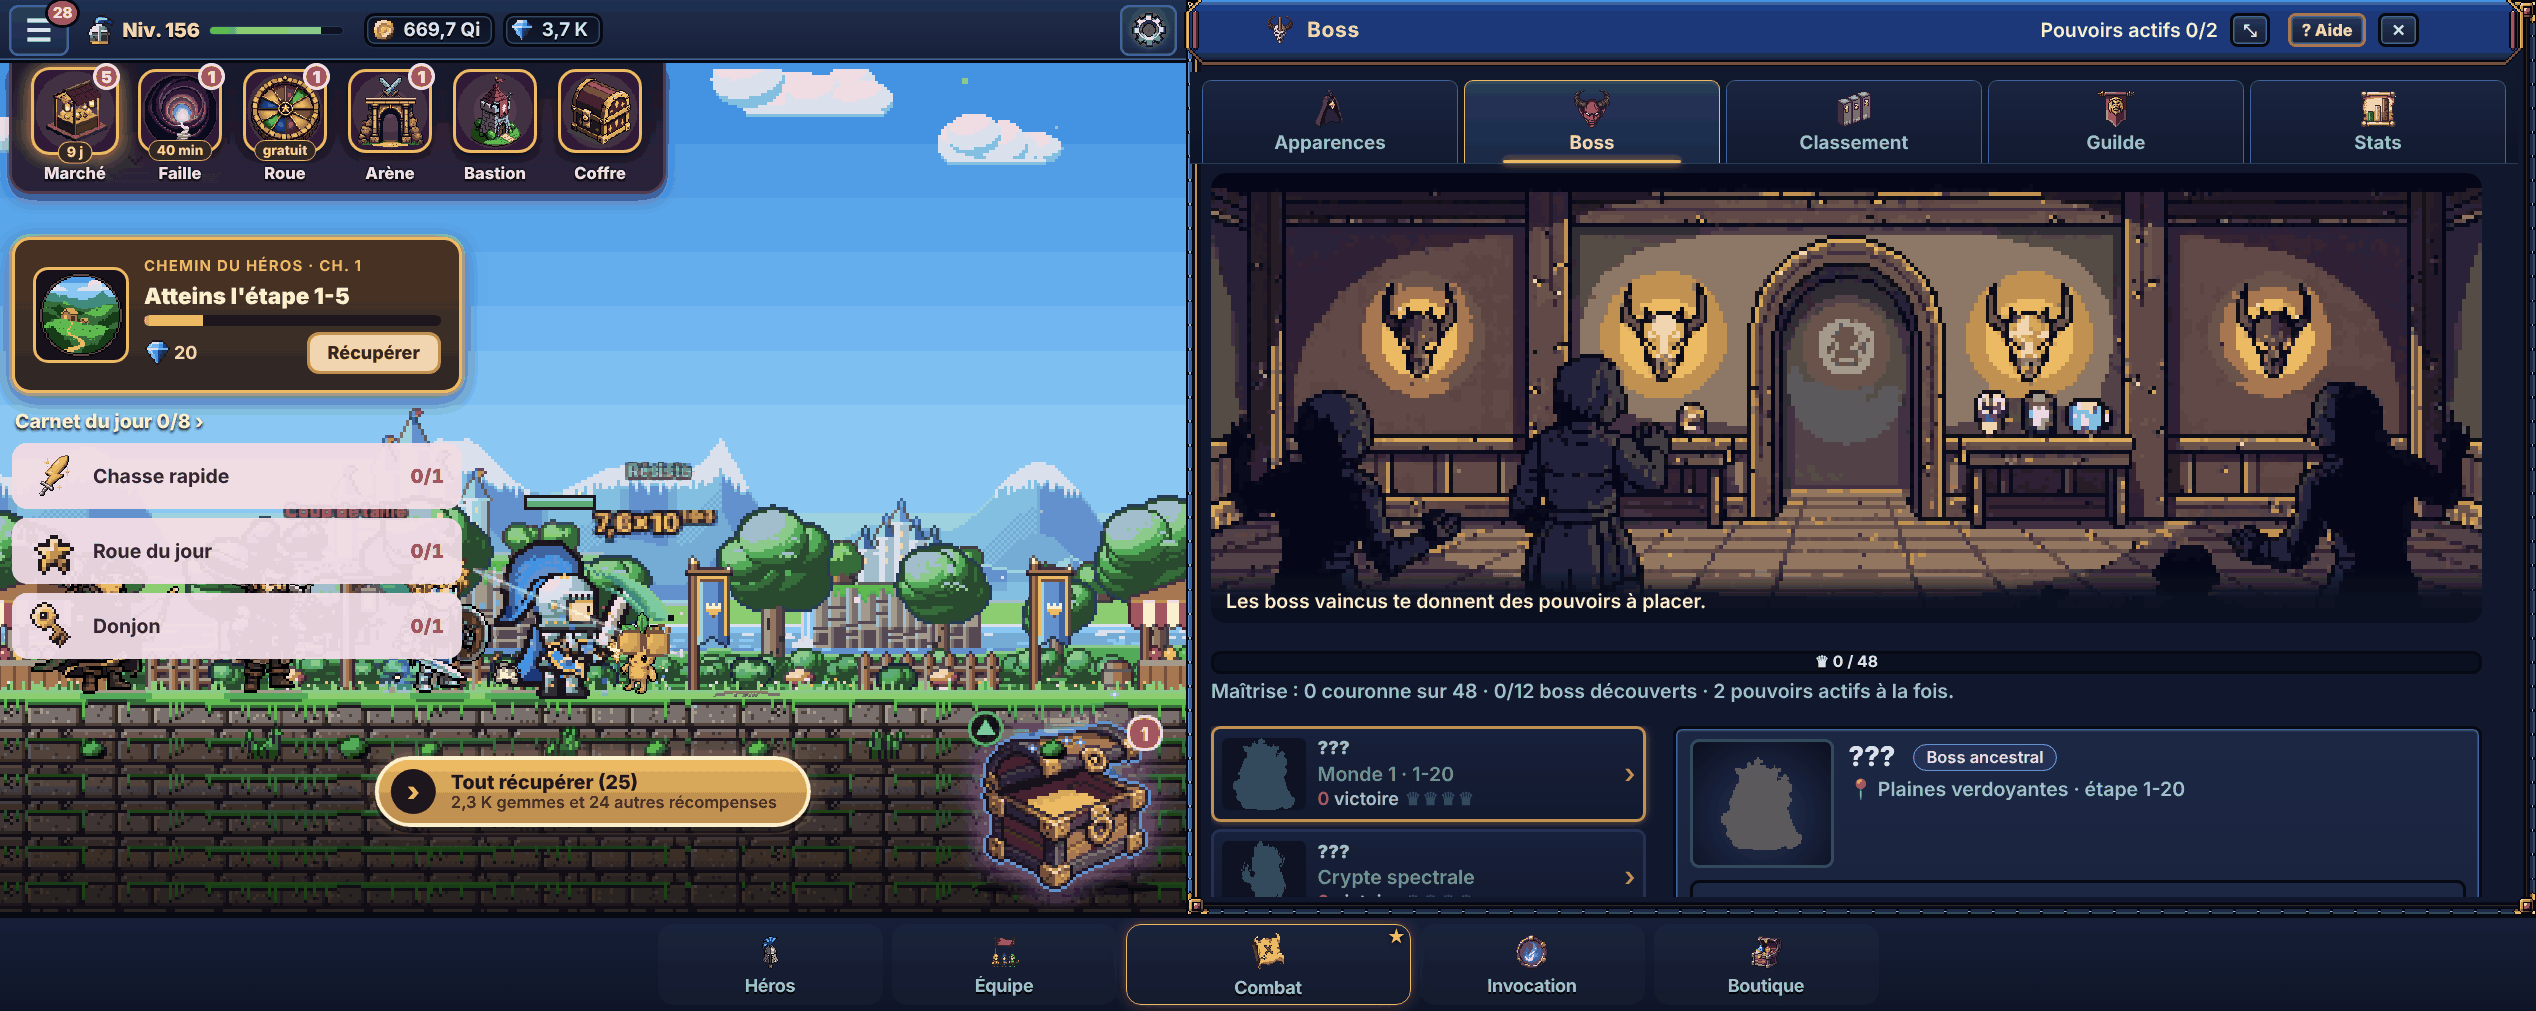 28
Niv. 156
669,7 Qi
3,7 K
5
1
1
1
9 j
40 min
gratuit
Marché
Faille
Roue
Arène
Bastion
Coffre
CHEMIN DU HÉROS · CH. 1
Atteins l'étape 1-5
20
Récupérer
Carnet du jour 0/8 ›
Chasse rapide 0/1
Roue du jour 0/1
Donjon 0/1
Tout récupérer (25)
2,3 K gemmes et 24 autres récompenses
1
Boss
Pouvoirs actifs 0/2
? Aide
Apparences
Boss
Classement
Guilde
Stats
Les boss vaincus te donnent des pouvoirs à placer.
0 / 48
Maîtrise : 0 couronne sur 48 · 0/12 boss découverts · 2 pouvoirs actifs à la fois.
???
Monde 1 · 1-20
0 victoire
???
Crypte spectrale
??? Boss ancestral
Plaines verdoyantes · étape 1-20
Héros
Équipe
Combat
Invocation
Boutique